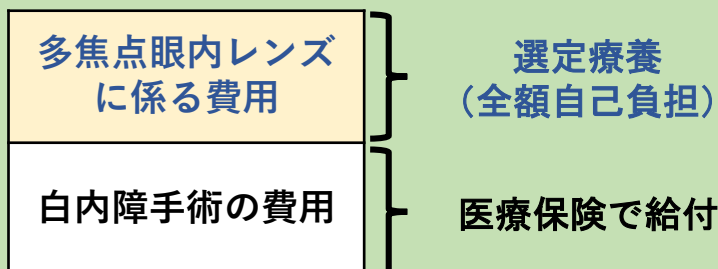 多焦点眼内レンズ
に係る費用
選定療養
(全額自己負担)
白内障手術の費用
医療保険で給付